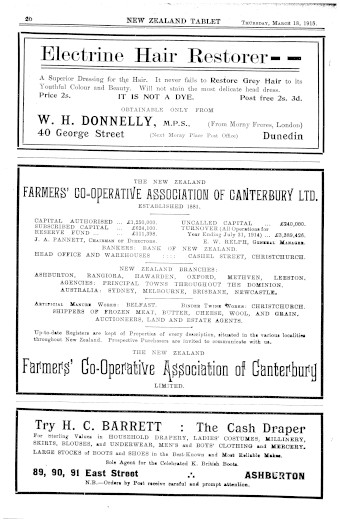 20
NEW ZEALAND TABLET
THURSDAY, MARCH 18, 1915.
Electrine Hair Restorer--
A Superior Dressing for the Hair. It never fails to Restore Grey Hair to its
Youthful Colour and Beauty. Will not stain the most delicate head dress.
Price 2s. IT IS NOT A DYE. Post free 2s. 3d.
OBTAINABLE ONLY FROM
W. H. DONNELLY, M.P.S., (From Morny Freres, London)
40 George Street (Next Morny Place Post Office) Dunedin
THE NEW ZEALAND
FARMERS' CO-OPERATIVE ASSOCIATION OF CANTERBURY LTD.
ESTABLISHED 1881.
CAPITAL AUTHORISED ... £1,250,000. UNCALLED CAPITAL £240,000.
SUBSCRIBED CAPITAL .. TURNOVER (All Operations for
RESERVE FUND .. Year Ending July 31, 1914)
J. A. PANNETT, CHAIRMAN OF DIRECTORS. E. W. RELPH, GENERAL MANAGER.
BANKERS: BANK OF NEW ZEALAND.
HEAD OFFICE AND WAREHOUSES .... CASHEL STREET, CHRISTCHURCH.
NEW ZEALAND BRANCHES:
ASHBURTON, RANGIORA, HAWARDEN, OXFORD, METHVEN, LEESTON.
AGENCIES: PRINCIPAL TOWNS THROUGHOUT THE DOMINION.
AUSTRALIA: SYDNEY, MELBOURNE, BRISBANE, NEWCASTLE.
ARTIFICIAL MANURE WORKS: BELFAST. BINDER TWINE WORKS: CHRISTCHURCH.
SHIPPERS OF FROZEN MEAT, BUTTER, CHEESE, WOOL, AND GRAIN.
AUCTIONEERS, LAND AND ESTATE AGENTS.
Up-to-date Registers are kept of Properties of every description, situated in the various localities
throughout New Zealand. Prospective Purchasers are invited to communicate with us.
THE NEW ZEALAND
Farmers' Co-Operative Association of Canterbury
LIMITED.
Try H. C. BARRETT : The Cash Draper
For Sterling Values in HOUSEHOLD DRAPERY, LADIES' COSTUMES, MILLINERY,
SKIRTS, BLOUSES, and UNDERWEAR, MEN'S and BOYS' CLOTHING and MERCERY.
LARGE STOCKS OF BOOTS and SHOES in the Best Known and Most Reliable Makes.
Sole Agent for the Celebrated K. British Boots.
89, 90, 91 East Street ∴ ASHBURTON
N.B.—Orders by Post receive careful and prompt attention.